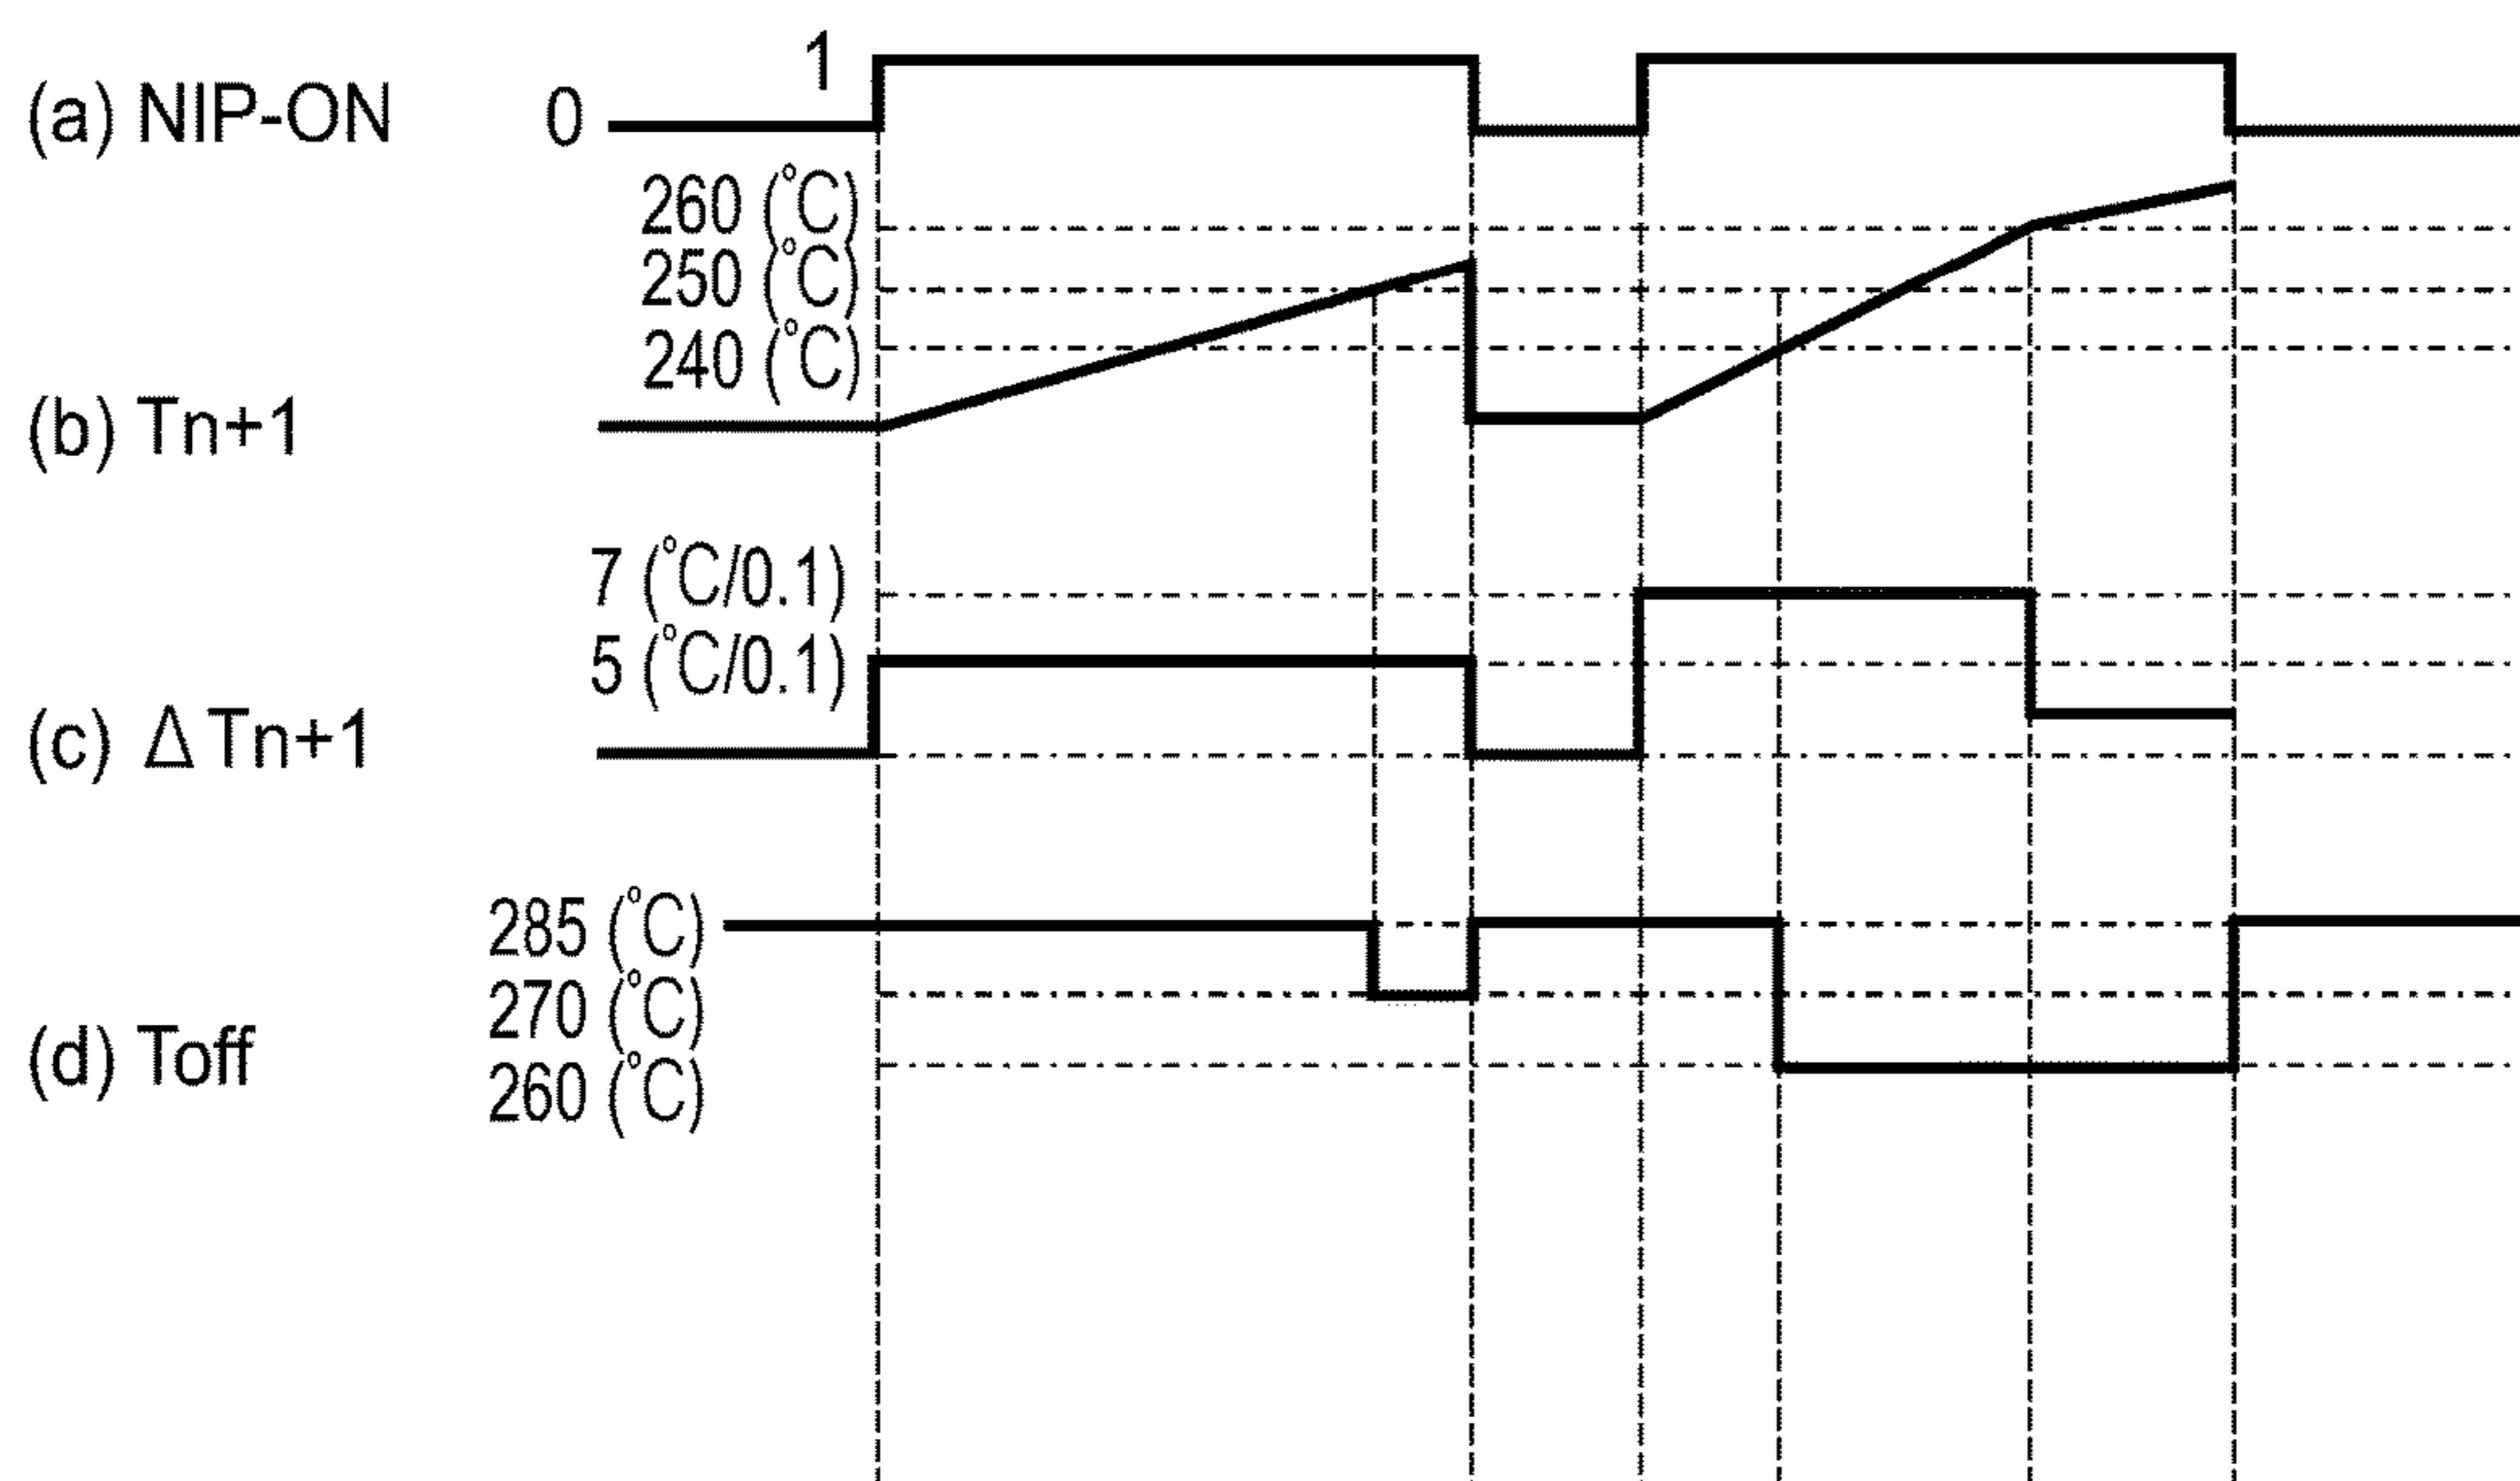 (a) NIP-ON
0
1
260 (°C)
250 (°C)
240 (°C)
(b) Tn+1
7 (°C/0.1)
5 (°C/0.1)
(c) Δ Tn+1
285 (°C)
270 (°C)
260 (°C)
(d) Toff